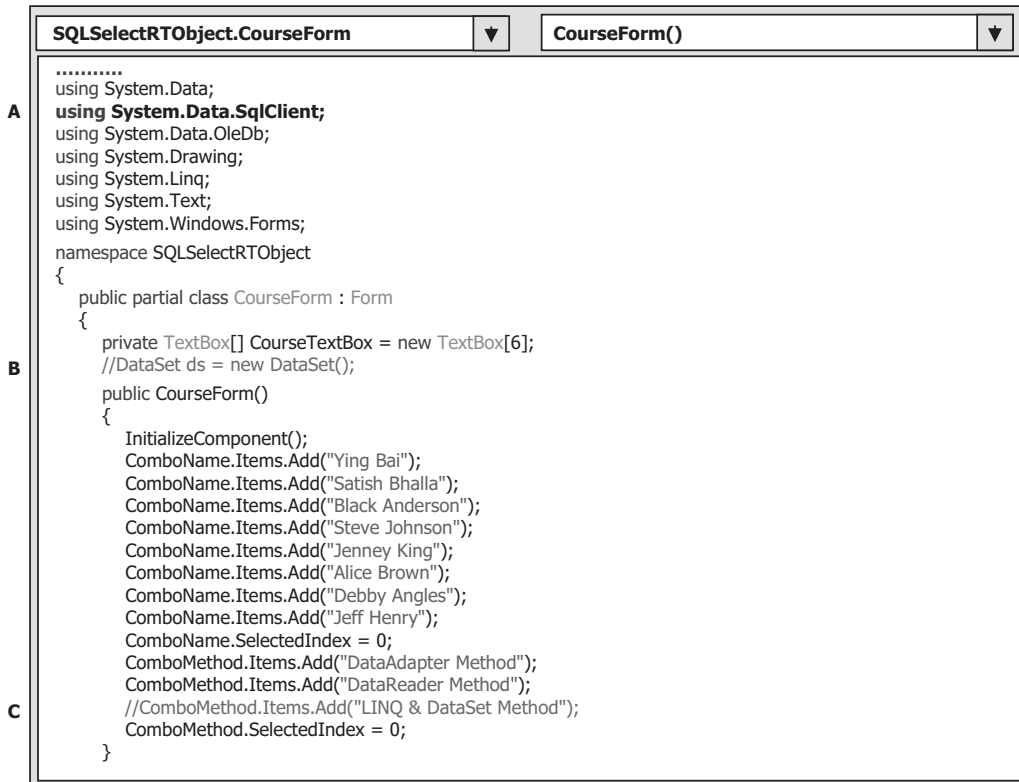 SQLSelectRTObject.CourseForm CourseForm()
...........
using System.Data;
A using System.Data.SqlClient;
using System.Data.OleDb;
using System.Drawing;
using System.Linq;
using System.Text;
using System.Windows.Forms;
namespace SQLSelectRTObject
{
public partial class CourseForm : Form
{
private TextBox[] CourseTextBox = new TextBox[6];
B //DataSet ds = new DataSet();
public CourseForm()
{
InitializeComponent();
ComboName.Items.Add("Ying Bai");
ComboName.Items.Add("Satish Bhalla");
ComboName.Items.Add("Black Anderson");
ComboName.Items.Add("Steve Johnson");
ComboName.Items.Add("Jenney King");
ComboName.Items.Add("Alice Brown");
ComboName.Items.Add("Debby Angles");
ComboName.Items.Add("Jeff Henry");
ComboName.SelectedIndex = 0;
ComboMethod.Items.Add("DataAdapter Method");
ComboMethod.Items.Add("DataReader Method");
C //ComboMethod.Items.Add("LINQ & DataSet Method");
ComboMethod.SelectedIndex = 0;
}